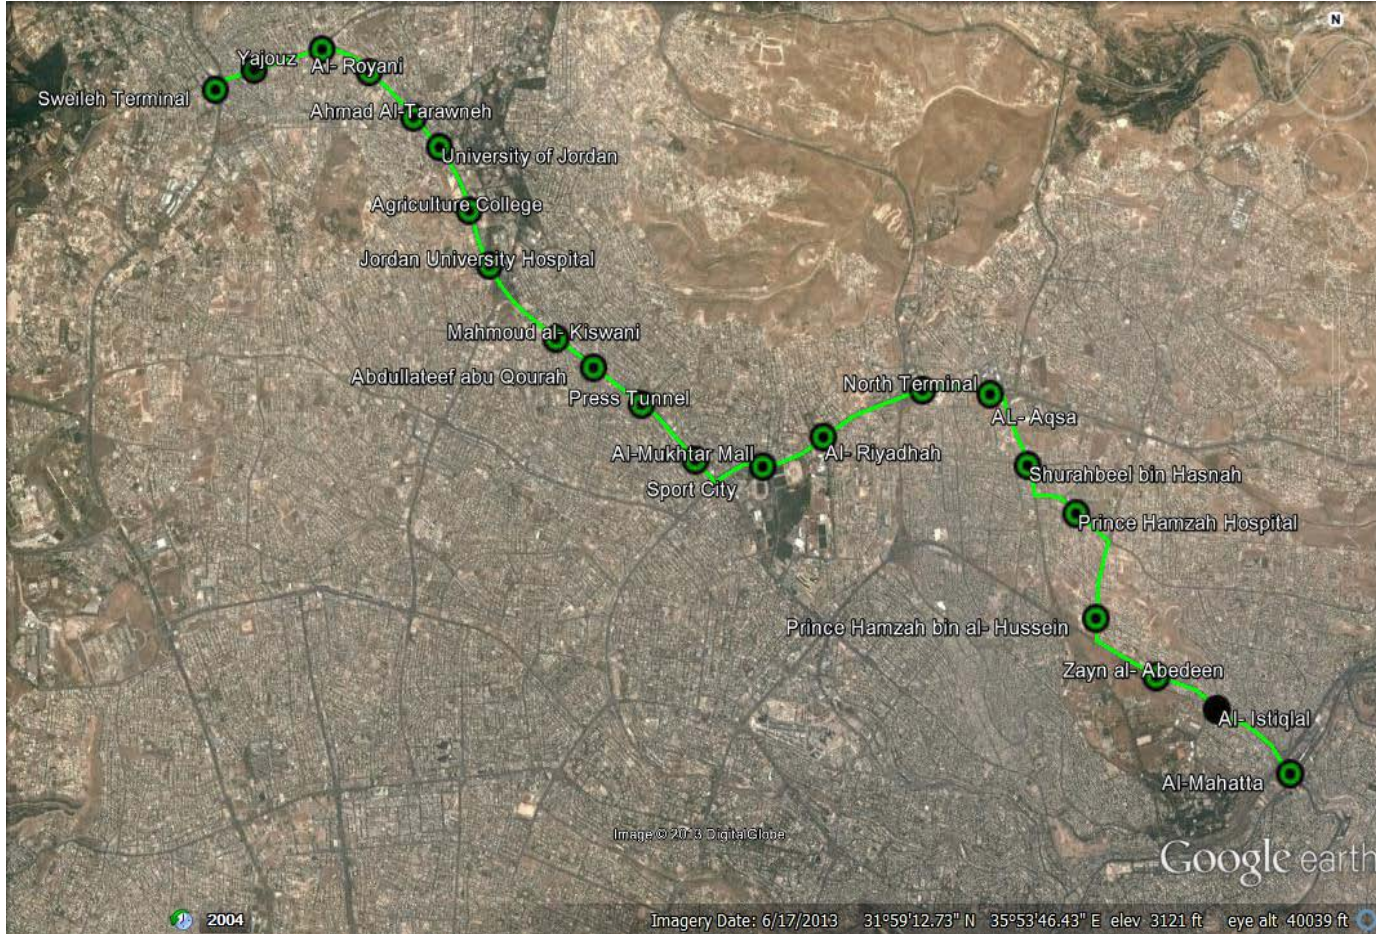 N
Yajouz
Al- Royani
Sweileh Terminal
Ahmad Al-Tarawneh
University of Jordan
Agriculture College
Jordan University Hospital
Mahmoud al- Kiswani
Abdullateef abu Qourah
Press Tunnel
North Terminal
AL- Aqsa
Al-Mukhtar Mall
Al- Riyadhah
Sport City
Shurahbeel bin Hasnah
Prince Hamzah Hospital
Prince Hamzah bin al- Hussein
Zayn al- Abedeen
Al- Istiqlal
Al-Mahatta
Image © 2013 DigitalGlobe
Google earth
2004
Imagery Date: 6/17/2013 31°59'12.73" N 35°53'46.43" E elev 3121 ft eye alt 40039 ft